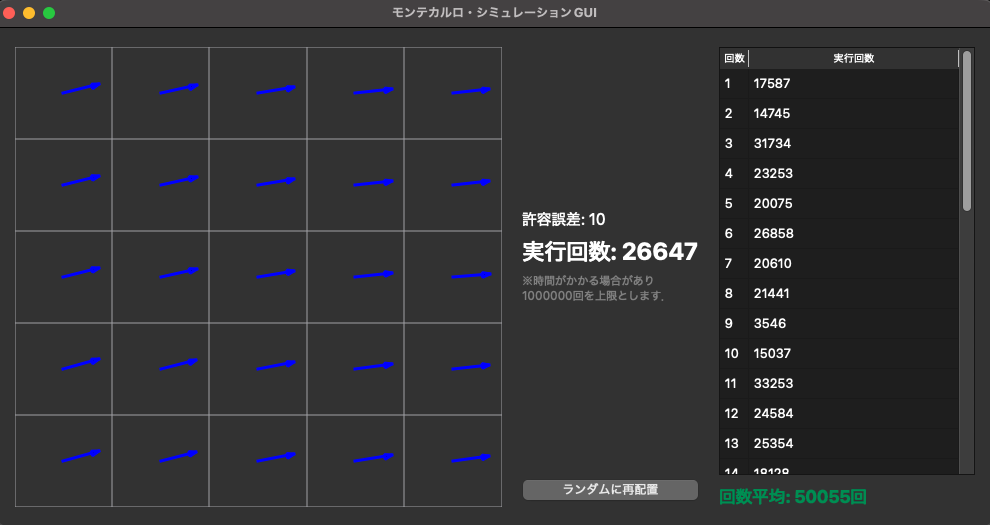 モンテカルロ・シミュレーションGUI
許容誤差: 10
実行回数: 26647
※時間がかかる場合があり
1000000回を上限とします.
ランダムに再配置
回数 実行回数
1 17587
2 14745
3 31734
4 23253
5 20075
6 26858
7 20610
8 21441
9 3546
10 15037
11 33253
12 24584
13 25354
14 18128
回数平均: 50055回